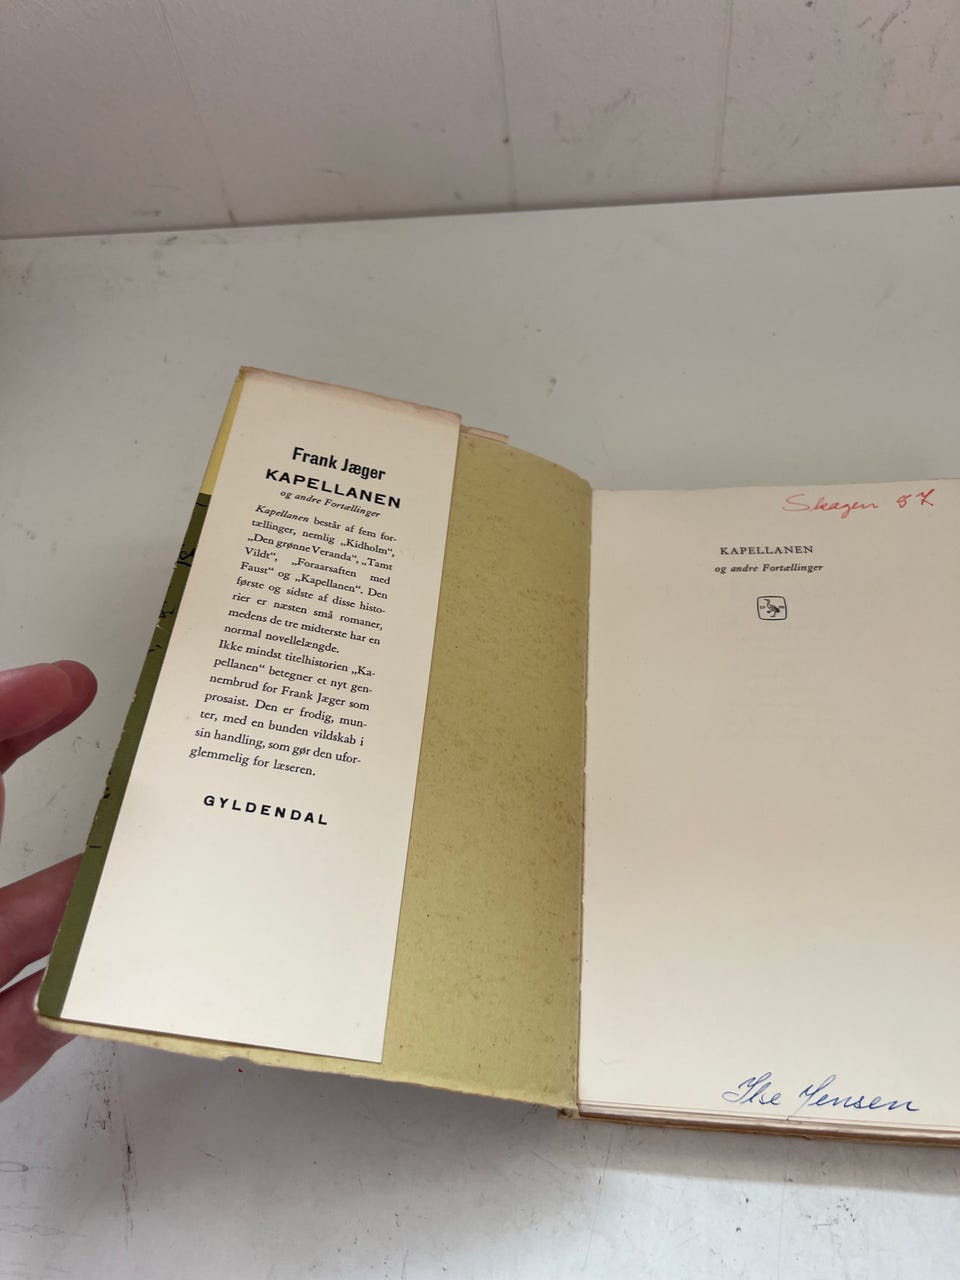 Frank Jæger
KAPELLANEN
og andre Fortællinger
Kapellanen består af fem for-
tællinger, nemlig „Kidholm“,
„Den grønne Veranda“, „Tamt
Vildt“, „Foraarsaften med
Faust“ og „Kapellanen“. Den
første og sidste af disse histo-
rier er næsten små romaner,
medens de tre midterste har en
normal novellelængde.
Ikke mindst titelhistorien „Ka-
pellanen“ betegner et nyt gen-
nembrud for Frank Jæger som
prosaist. Den er frodig, mun-
ter, med en bunden vildskab i
sin handling, som gør den ufor-
glemmelig for læseren.
GYLDENDAL
Skagen 57
KAPELLANEN
og andre Fortællinger
Ilse Jensen